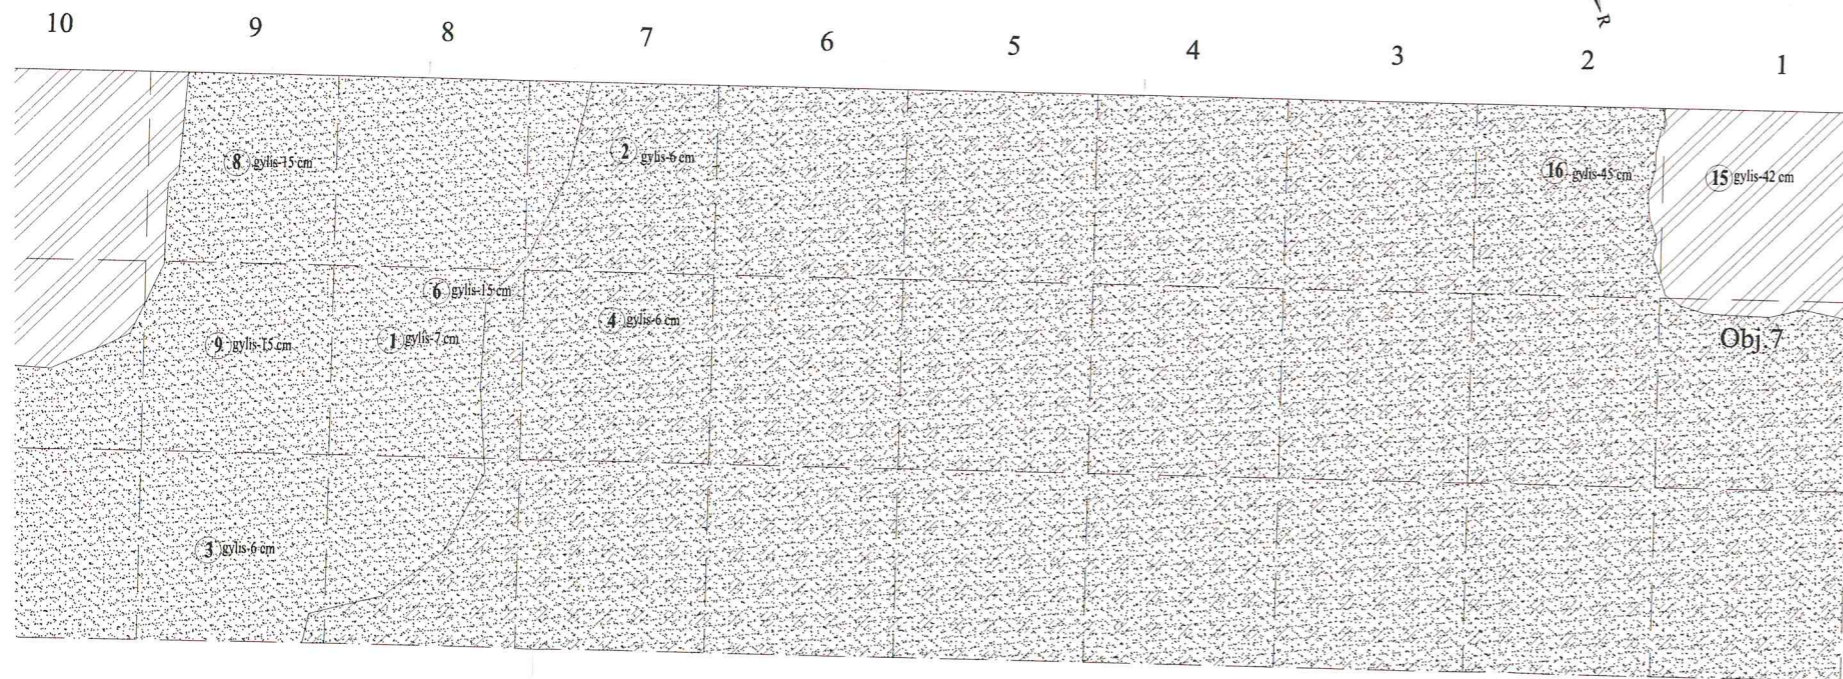 R
10 9 8 7 6 5 4 3 2 1
8 gylis-15 cm
2 gylis-6 cm
16 gylis-45 cm
15 gylis-42 cm
6 gylis-15 cm
4 gylis-6 cm
9 gylis-15 cm
1 gylis-7 cm
Obj.7
3 gylis-6 cm